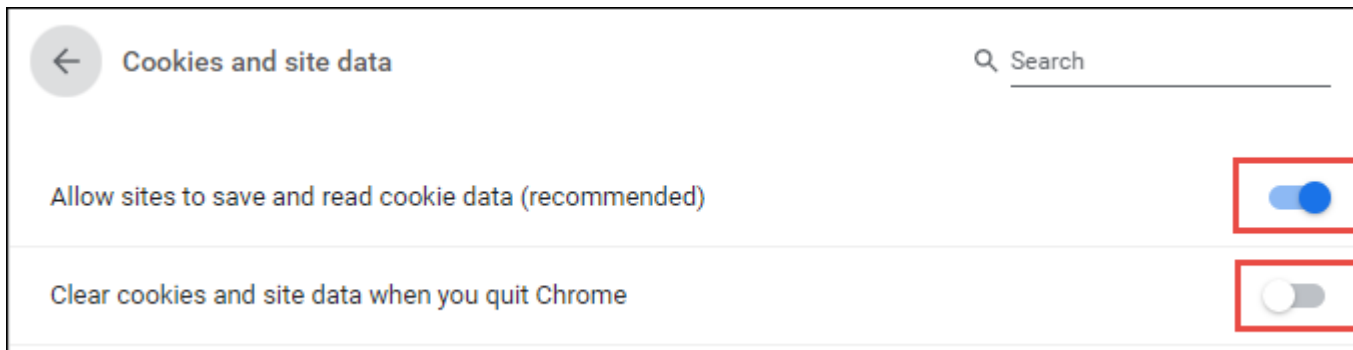 Cookies and site data
Search
Allow sites to save and read cookie data (recommended)
Clear cookies and site data when you quit Chrome